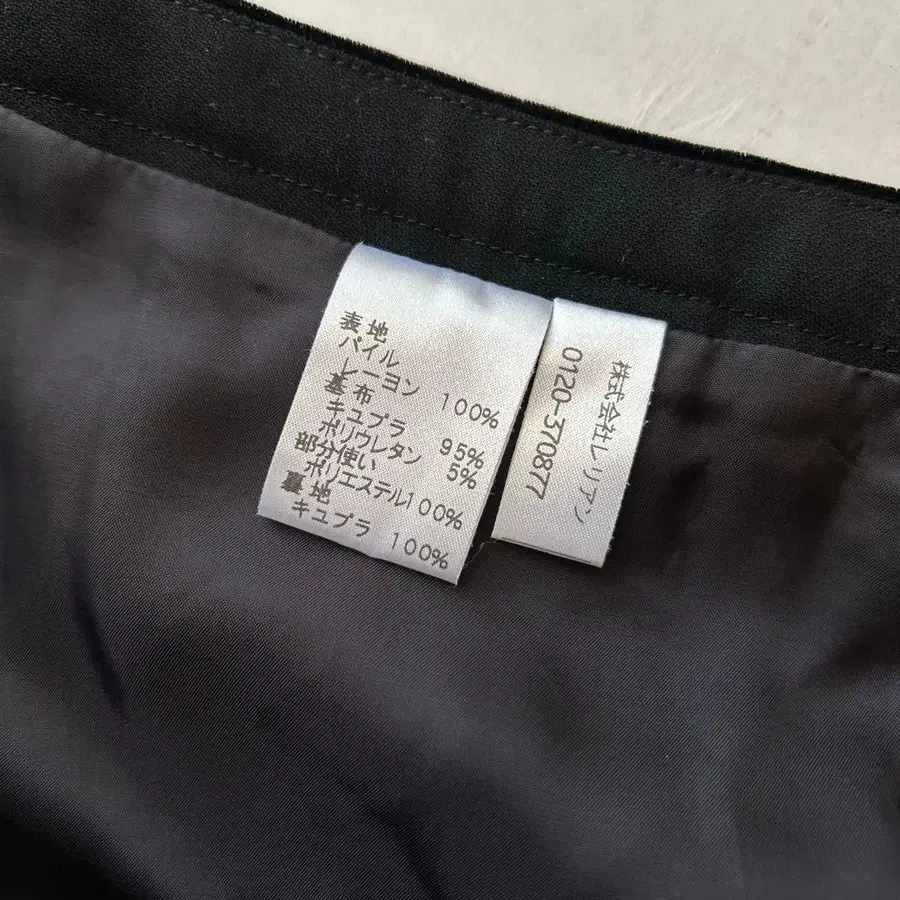 表地
パイル
レーヨン 100%
基布
キュプラ 95%
ポリウレタン 5%
部分使い
ポリエステル100%
裏地
キュプラ 100%
株式会社レリアン
0120-370877